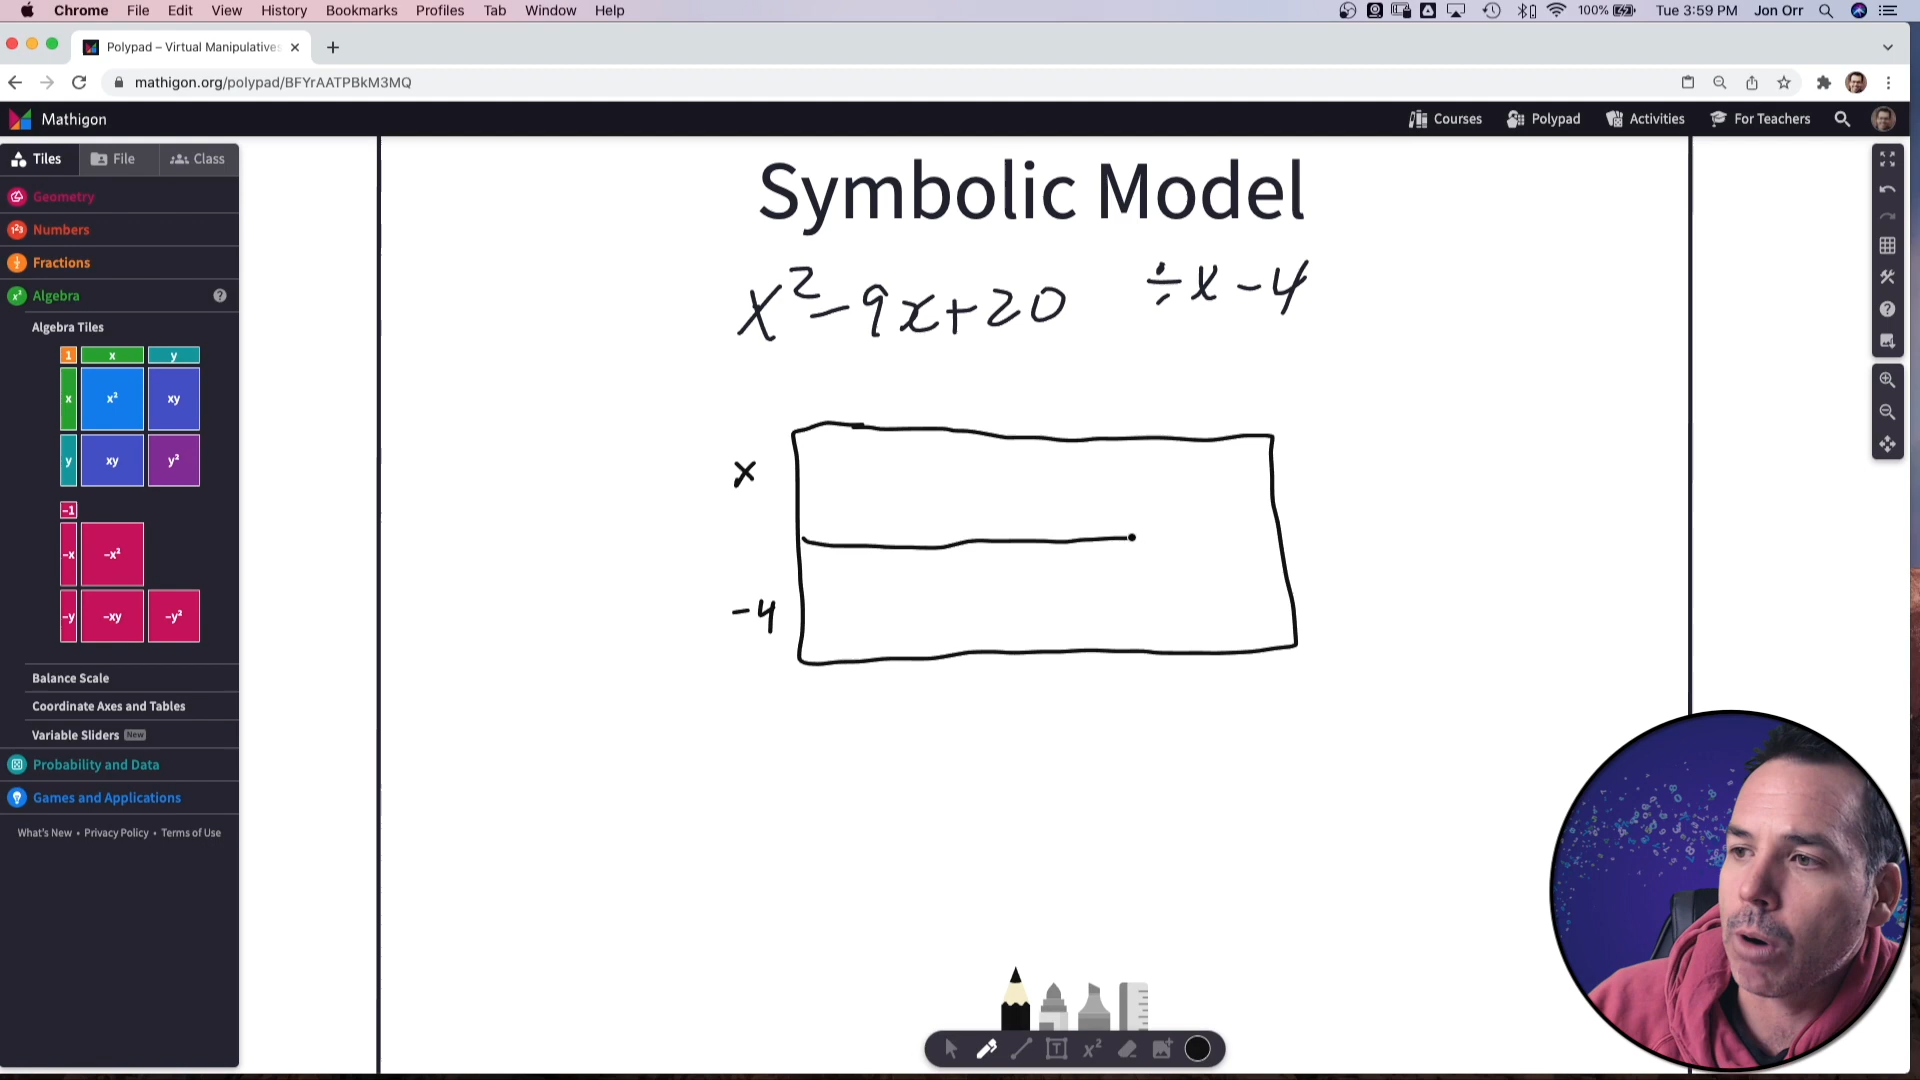 Chrome File Edit View History Bookmarks Profiles Tab Window Help 100% Tue 3:59 PM Jon Orr
Polypad – Virtual Manipulatives
mathigon.org/polypad/BFYrAATPBkM3MQ
Mathigon Courses Polypad Activities For Teachers
Tiles File Class
Geometry
Numbers
Fractions
Algebra
Algebra Tiles
1 x y
x x² xy
y xy y²
-1
-x -x²
-y -xy -y²
Balance Scale
Coordinate Axes and Tables
Variable Sliders New
Probability and Data
Games and Applications
What's New • Privacy Policy • Terms of Use
Symbolic Model
x² - 9x + 20 ÷ x - 4
x
-4